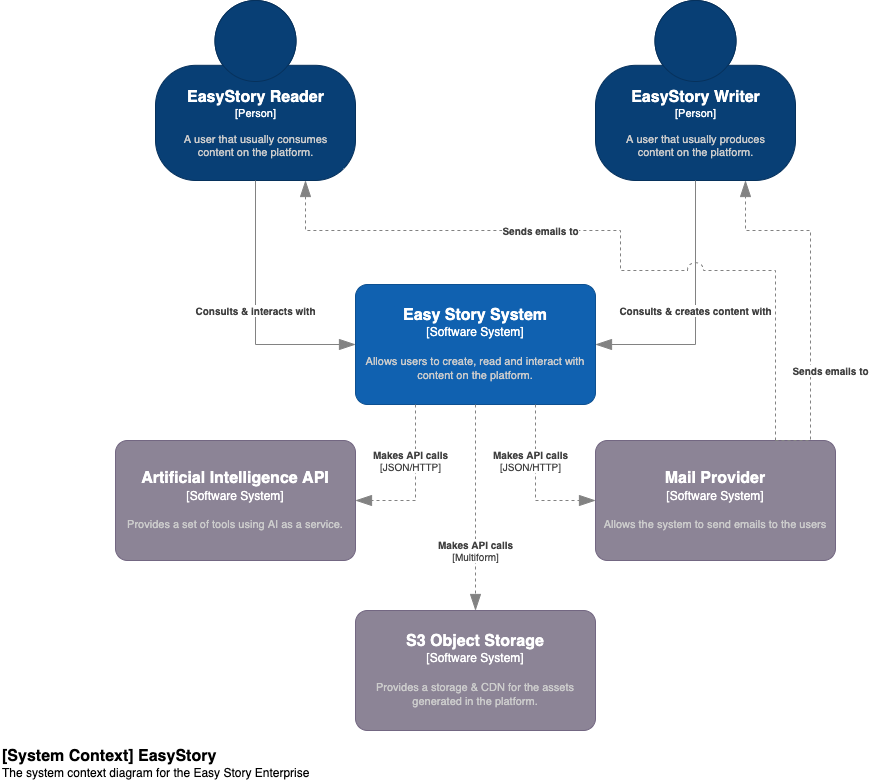 EasyStory Reader
[Person]
A user that usually consumes
content on the platform.
EasyStory Writer
[Person]
A user that usually produces
content on the platform.
Sends emails to
Consults & interacts with
Easy Story System
[Software System]
Allows users to create, read and interact with
content on the platform.
Consults & creates content with
Sends emails to
Artificial Intelligence API
[Software System]
Provides a set of tools using AI as a service.
Makes API calls
[JSON/HTTP]
Makes API calls
[JSON/HTTP]
Mail Provider
[Software System]
Allows the system to send emails to the users
Makes API calls
[Multiform]
S3 Object Storage
[Software System]
Provides a storage & CDN for the assets
generated in the platform.
[System Context] EasyStory
The system context diagram for the Easy Story Enterprise